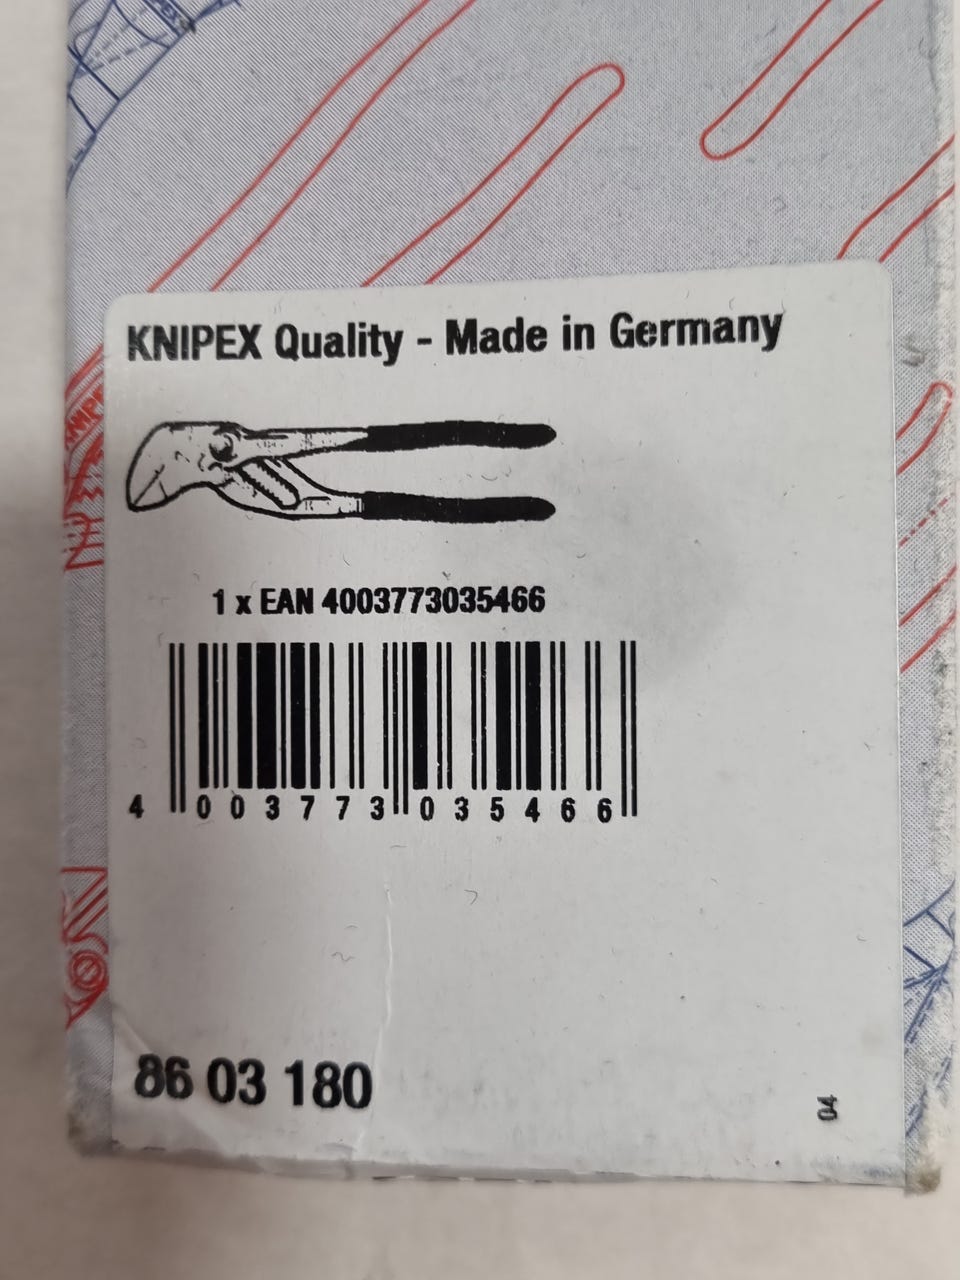 KNIPEX Quality - Made in Germany
1 x EAN 4003773035466
4 003773 035466
86 03 180
04